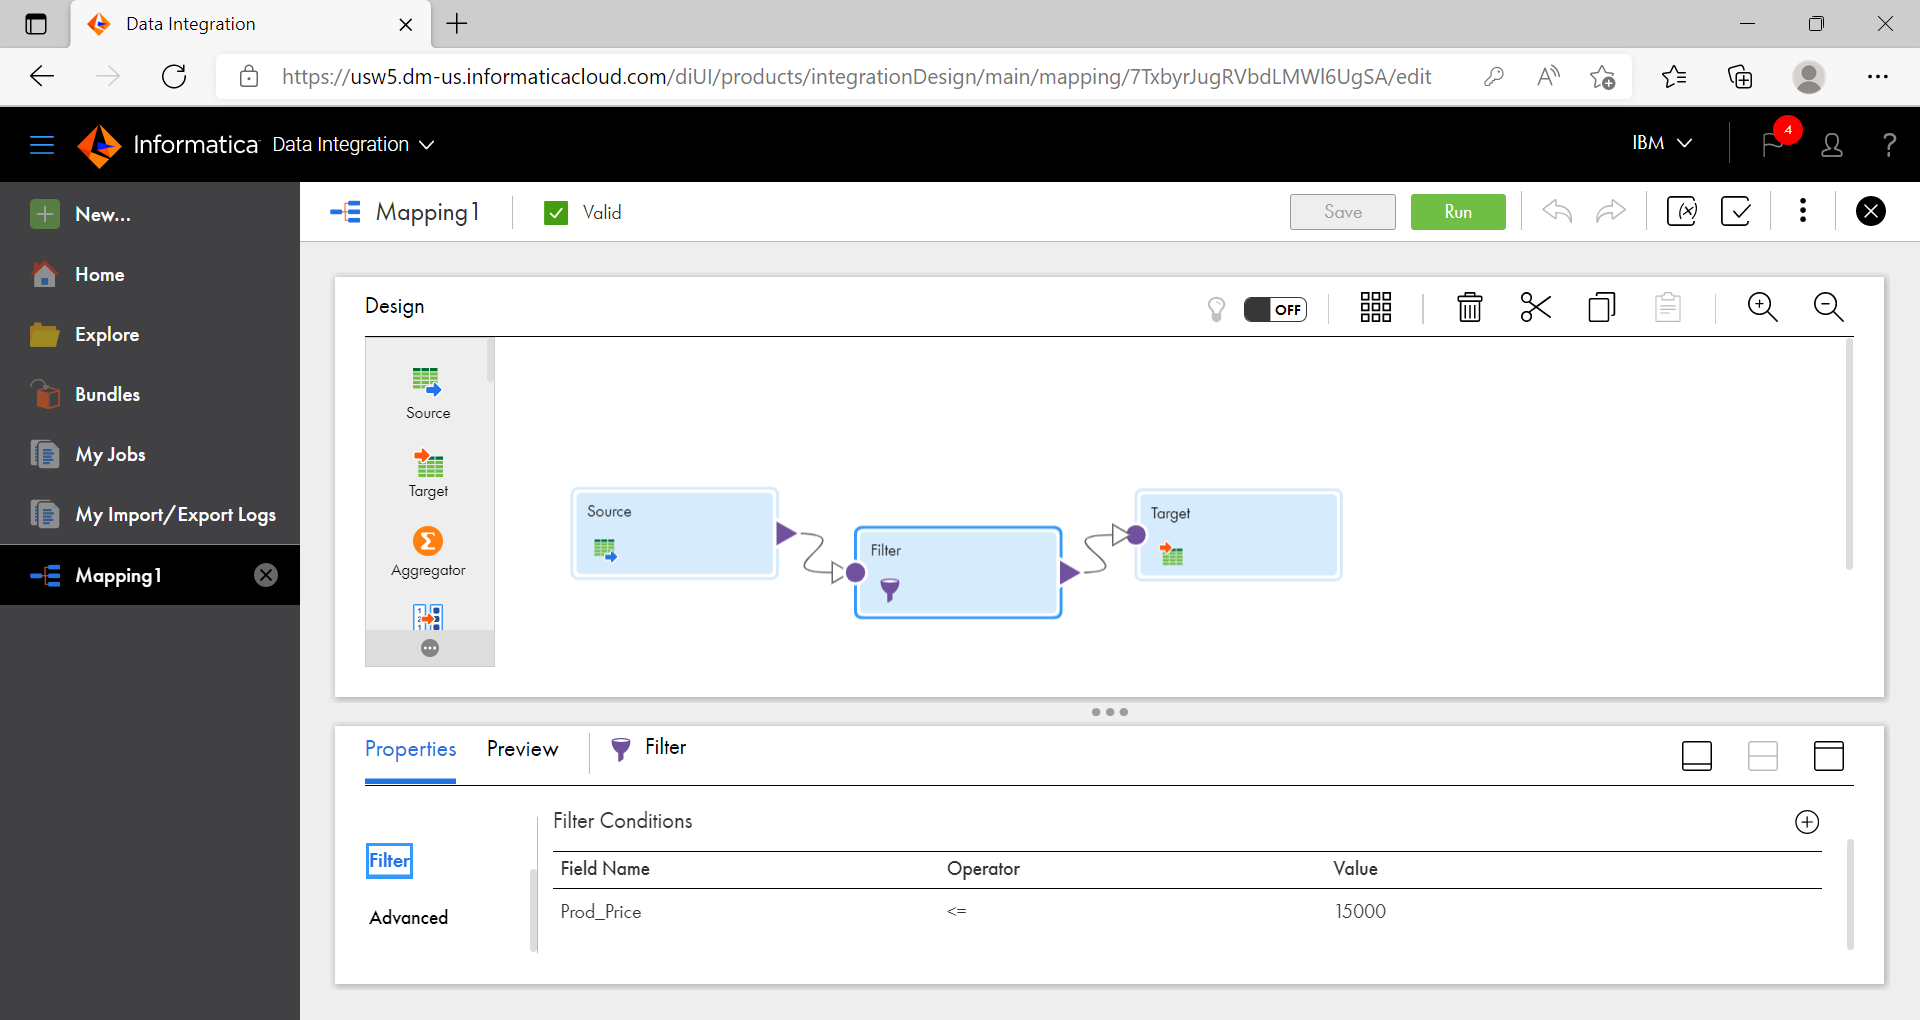 Data Integration
https://usw5.dm-us.informaticacloud.com/diUI/products/integrationDesign/main/mapping/7TxbyrJugRVbdLMWl6UgSA/edit
Informatica Data Integration
IBM
4
?
New...
Home
Explore
Bundles
My Jobs
My Import/Export Logs
Mapping1
Mapping1
Valid
Save
Run
Design
OFF
Source
Target
Aggregator
Source
Filter
Target
Properties
Preview
Filter
Filter
Advanced
Filter Conditions
Field Name Operator Value
Prod_Price <= 15000